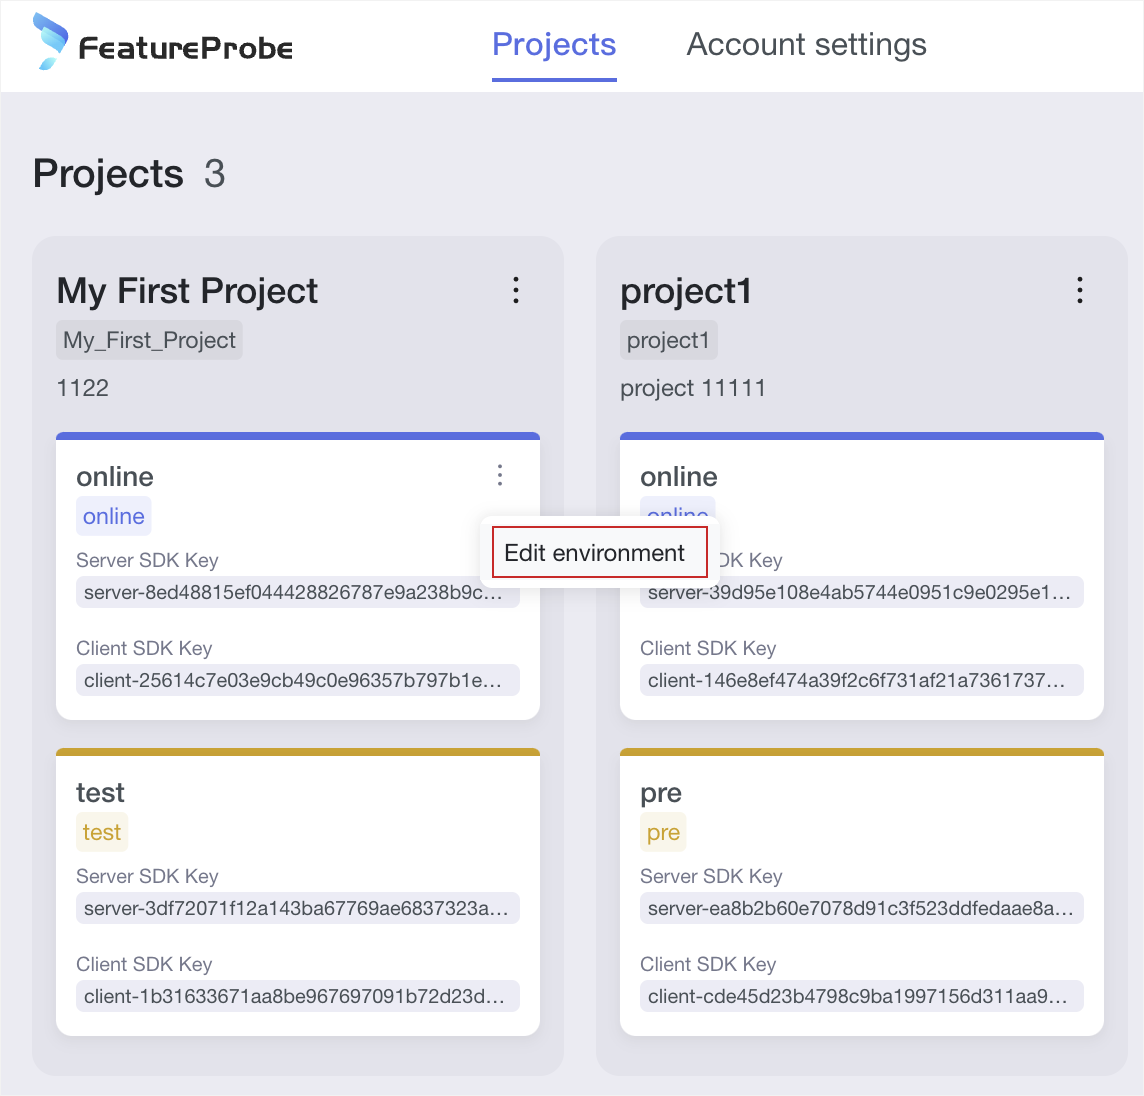 FeatureProbe
Projects
Account settings
Projects 3
My First Project
My_First_Project
1122
online
online
Server SDK Key
server-8ed48815ef044428826787e9a238b9c...
Client SDK Key
client-25614c7e03e9cb49c0e96357b797b1e...
test
test
Server SDK Key
server-3df72071f12a143ba67769ae6837323a...
Client SDK Key
client-1b31633671aa8be967697091b72d23d...
Edit environment
project1
project1
project 11111
online
online
DK Key
server-39d95e108e4ab5744e0951c9e0295e1...
Client SDK Key
client-146e8ef474a39f2c6f731af21a7361737...
pre
pre
Server SDK Key
server-ea8b2b60e7078d91c3f523ddfedaae8a...
Client SDK Key
client-cde45d23b4798c9ba1997156d311aa9...